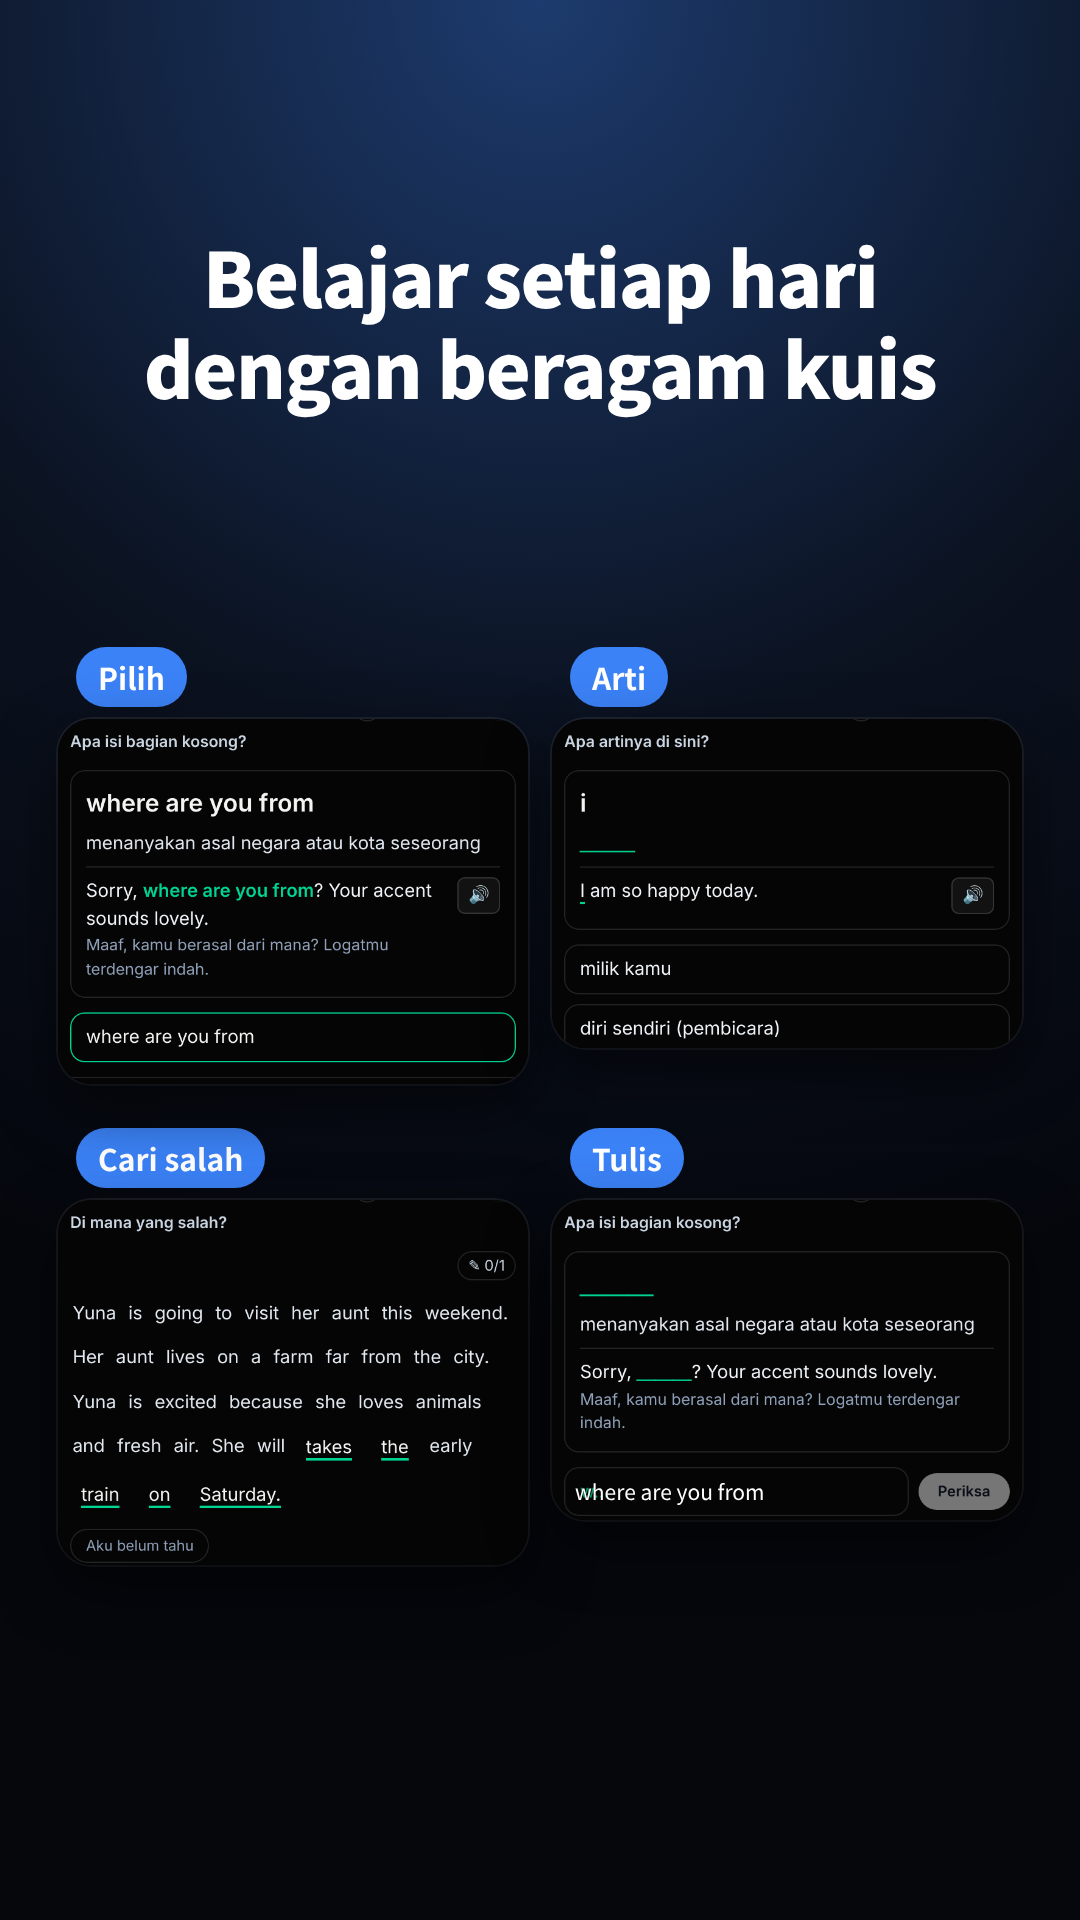 Belajar setiap hari
dengan beragam kuis
Pilih
Apa isi bagian kosong?
where are you from
menanyakan asal negara atau kota seseorang
Sorry, where are you from? Your accent
sounds lovely.
Maaf, kamu berasal dari mana? Logatmu
terdengar indah.
where are you from
Arti
Apa artinya di sini?
i
I am so happy today.
milik kamu
diri sendiri (pembicara)
Cari salah
Di mana yang salah?
✎ 0/1
Yuna is going to visit her aunt this weekend.
Her aunt lives on a farm far from the city.
Yuna is excited because she loves animals
and fresh air. She will takes the early
train on Saturday.
Aku belum tahu
Tulis
Apa isi bagian kosong?
menanyakan asal negara atau kota seseorang
Sorry, ______? Your accent sounds lovely.
Maaf, kamu berasal dari mana? Logatmu terdengar
indah.
where are you from
Periksa